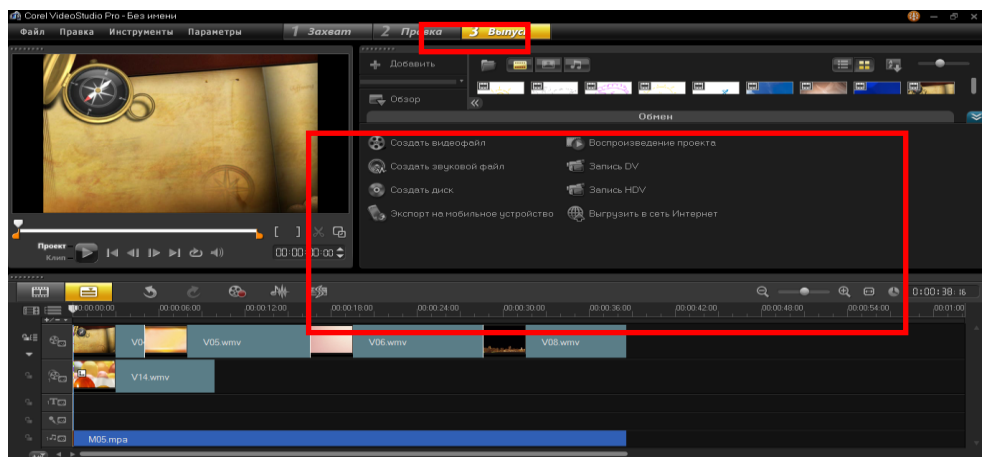 Corel VideoStudio Pro - Без имени
Файл Правка Инструменты Параметры 1 Захват 2 Правка 3 Выпуск
Добавить
Обзор
Обмен
Создать видеофайл Воспроизведение проекта
Создать звуковой файл Запись DV
Создать диск Запись HDV
Экспорт на мобильное устройство Выгрузить в сеть Интернет
Проект
Клип
00:00:00:00
0:00:38:16
00:00:00:00 00:00:06:00 00:00:12:00 00:00:18:00 00:00:24:00 00:00:30:00 00:00:36:00 00:00:42:00 00:00:48:00 00:00:54:00 00:01:00
V0 V05.wmv V06.wmv V08.wmv
V14.wmv
M05.mpa